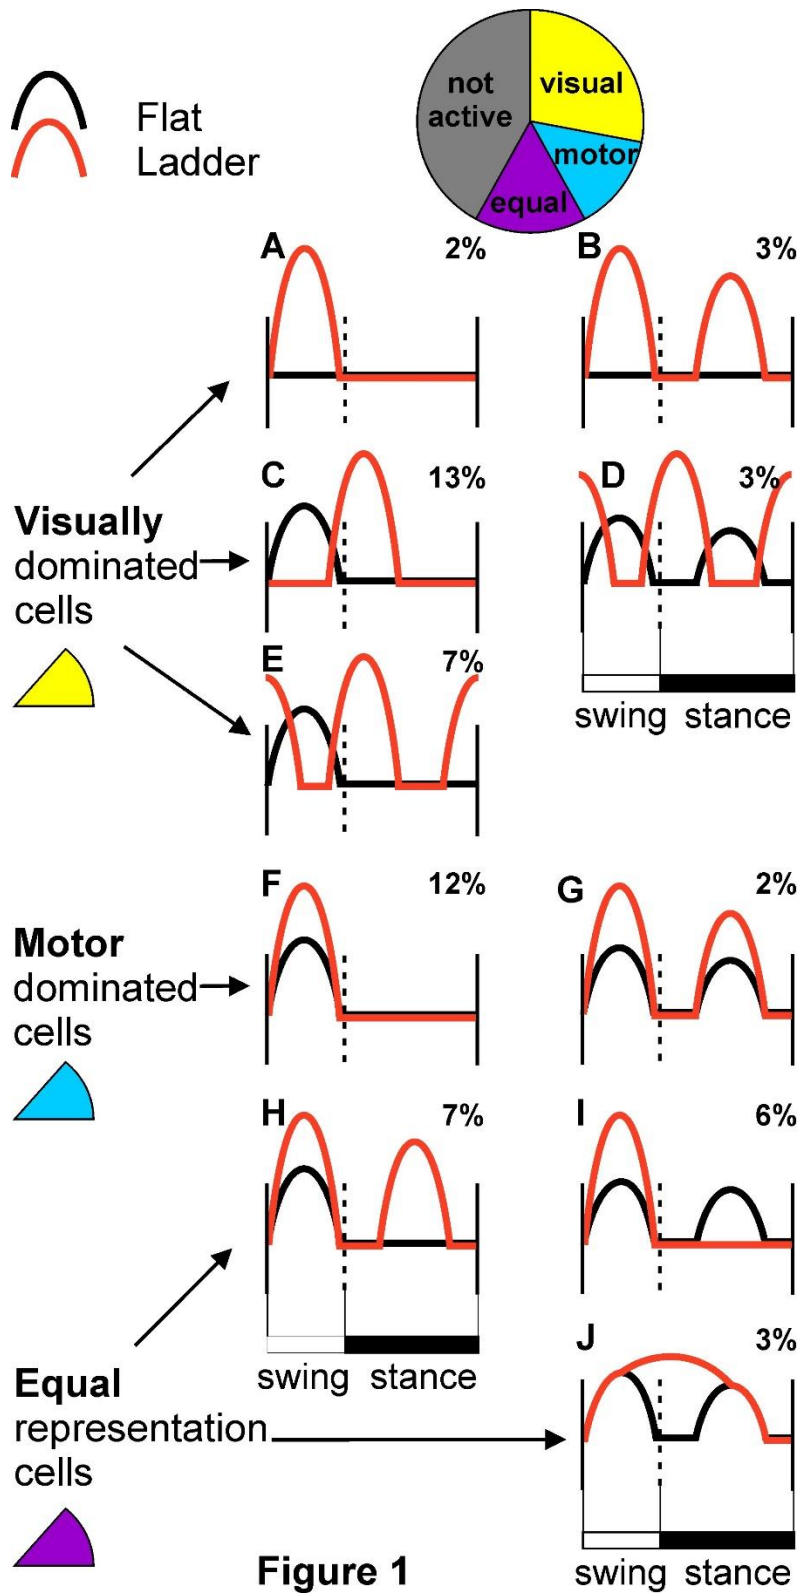 Flat
Ladder
not
active
visual
motor
equal
A 2%
B 3%
C 13%
D 3%
Visually
dominated
cells
E 7%
swing stance
F 12%
G 2%
Motor
dominated
cells
H 7%
I 6%
swing stance
J 3%
Equal
representation
cells
swing stance
Figure 1